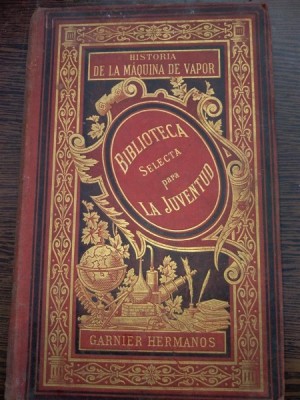 HISTORIA
DE LA MÁQUINA DE VAPOR
BIBLIOTECA
SELECTA
para
LA JUVENTUD
GARNIER HERMANOS